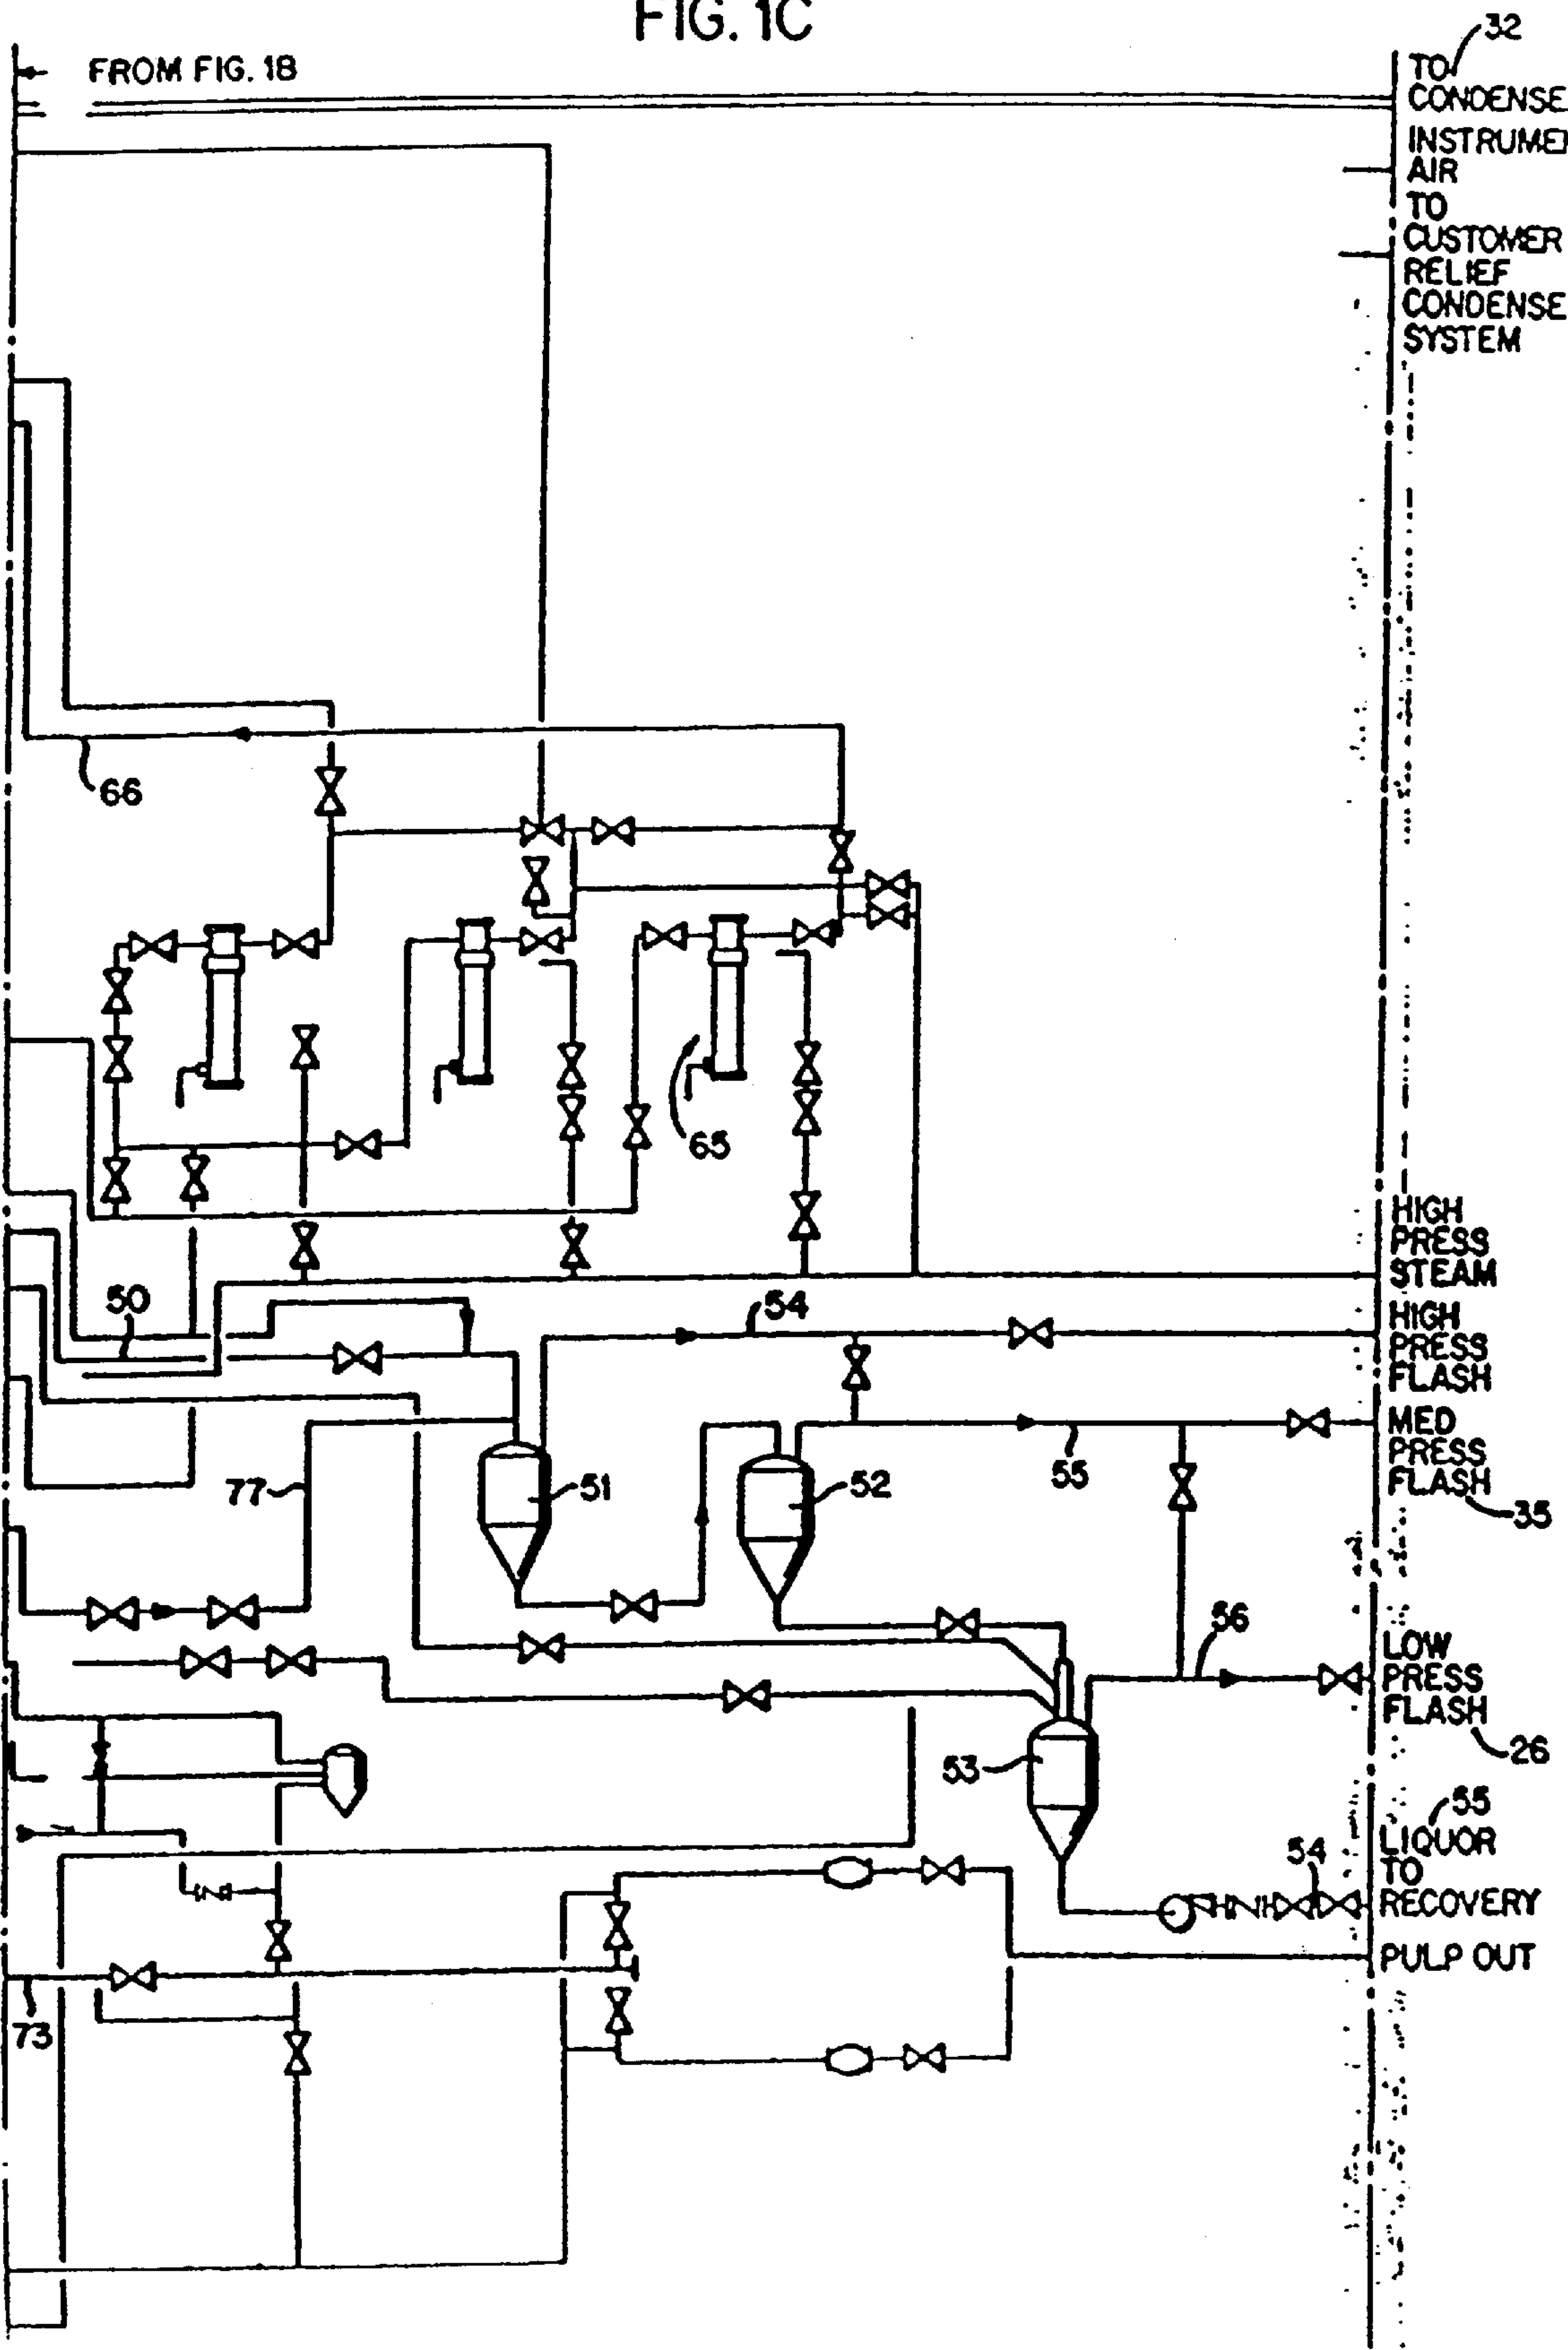 FIG. 1C
FROM FIG. 1B
32
TO
CONDENSE
INSTRUMEN
AIR
TO
CUSTOMER
RELIEF
CONDENSE
SYSTEM
66
65
HIGH
PRESS
STEAM
50
54
HIGH
PRESS
FLASH
MED
PRESS
FLASH
55
35
77
51
52
56
LOW
PRESS
FLASH
26
53
55
LIQUOR
TO
RECOVERY
54
PULP OUT
73